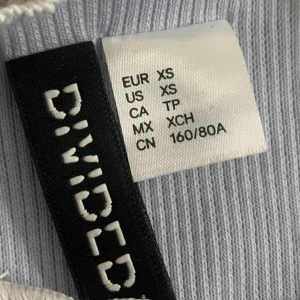 DIVIDED
EUR XS
US XS
CA TP
MX XCH
CN 160/80A